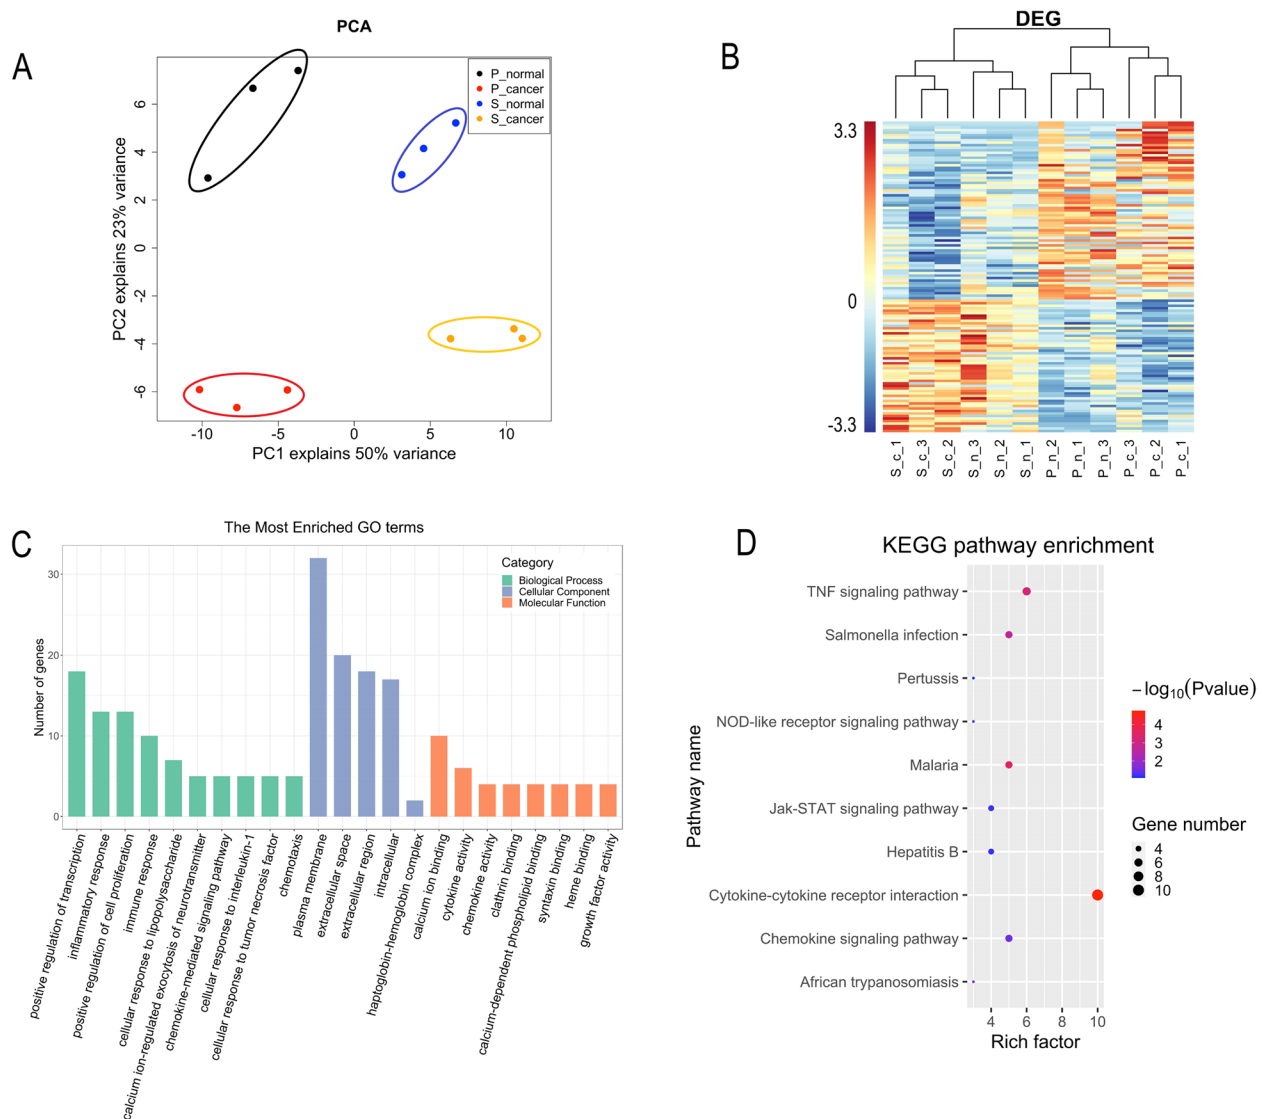 A
PCA
P_normal
P_cancer
S_normal
S_cancer
PC2 explains 23% variance
6
4
2
0
-2
-4
-6
-10
-5
0
5
10
PC1 explains 50% variance
B
DEG
3.3
0
-3.3
S_c_1
S_c_3
S_c_2
S_n_3
S_n_2
S_n_1
P_n_2
P_n_1
P_n_3
P_c_3
P_c_2
P_c_1
C
The Most Enriched GO terms
Category
Biological Process
Cellular Component
Molecular Function
Number of genes
30
20
10
0
positive regulation of transcription
inflammatory response
positive regulation of cell proliferation
immune response
cellular response to lipopolysaccharide
calcium ion-regulated exocytosis of neurotransmitter
chemokine-mediated signaling pathway
cellular response to interleukin-1
cellular response to tumor necrosis factor
chemotaxis
plasma membrane
extracellular space
extracellular region
intracellular
haptoglobin-hemoglobin complex
calcium ion binding
cytokine activity
chemokine activity
clathrin binding
calcium-dependent phospholipid binding
syntaxin binding
heme binding
growth factor activity
D
KEGG pathway enrichment
Pathway name
TNF signaling pathway
Salmonella infection
Pertussis
NOD-like receptor signaling pathway
Malaria
Jak-STAT signaling pathway
Hepatitis B
Cytokine-cytokine receptor interaction
Chemokine signaling pathway
African trypanosomiasis
4
6
8
10
Rich factor
−log10(Pvalue)
4
3
2
Gene number
4
6
8
10